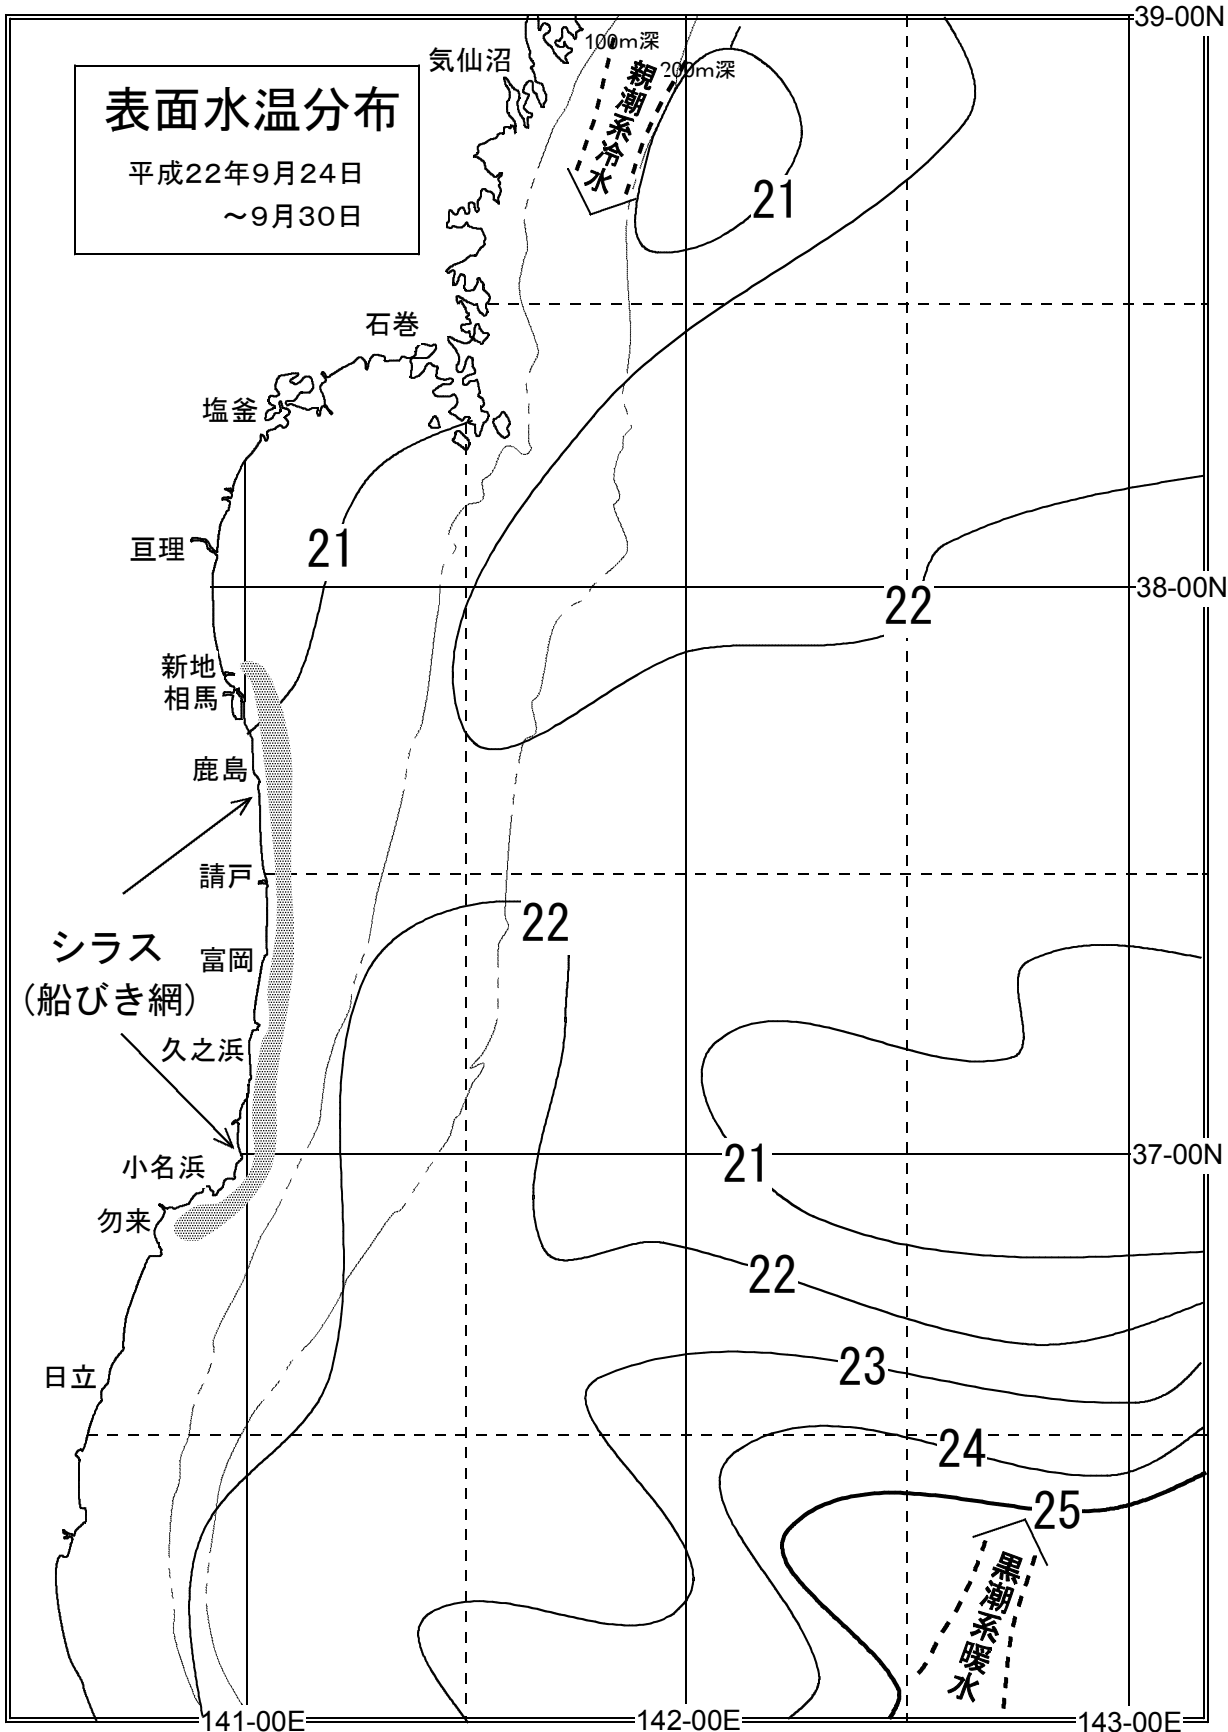 39-00N
100m深
気仙沼
200m深
親潮系冷水
表面水温分布
平成22年9月24日
～9月30日
21
石巻
塩釜
21
亘理
38-00N
22
新地
相馬
鹿島
請戸
22
シラス
(船びき網)
富岡
久之浜
37-00N
21
小名浜
勿来
22
23
日立
24
25
黒潮系暖水
141-00E
142-00E
143-00E